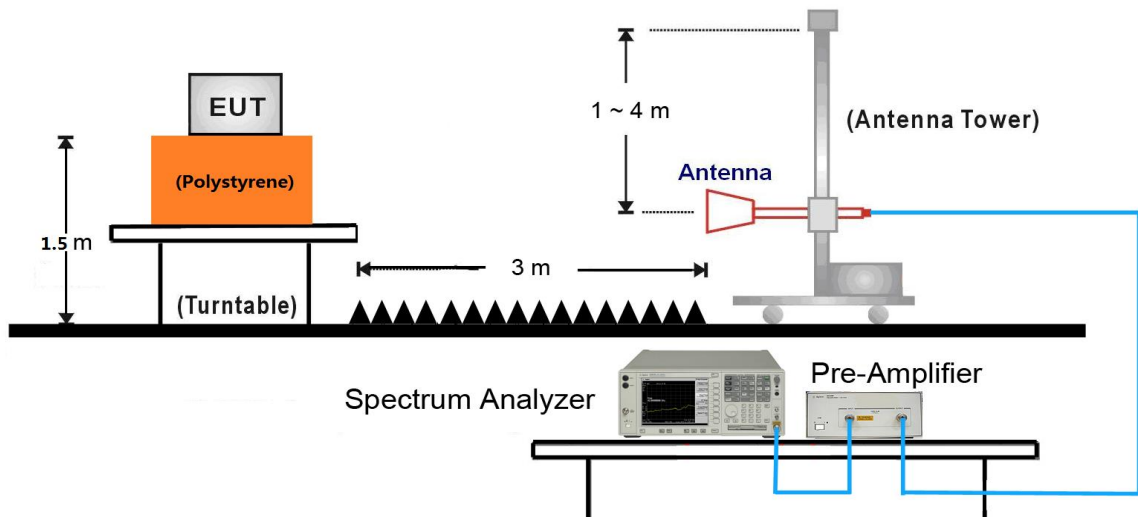 EUT
(Polystyrene)
1.5 m
(Turntable)
3 m
1 ~ 4 m
Antenna
(Antenna Tower)
Spectrum Analyzer
Pre-Amplifier